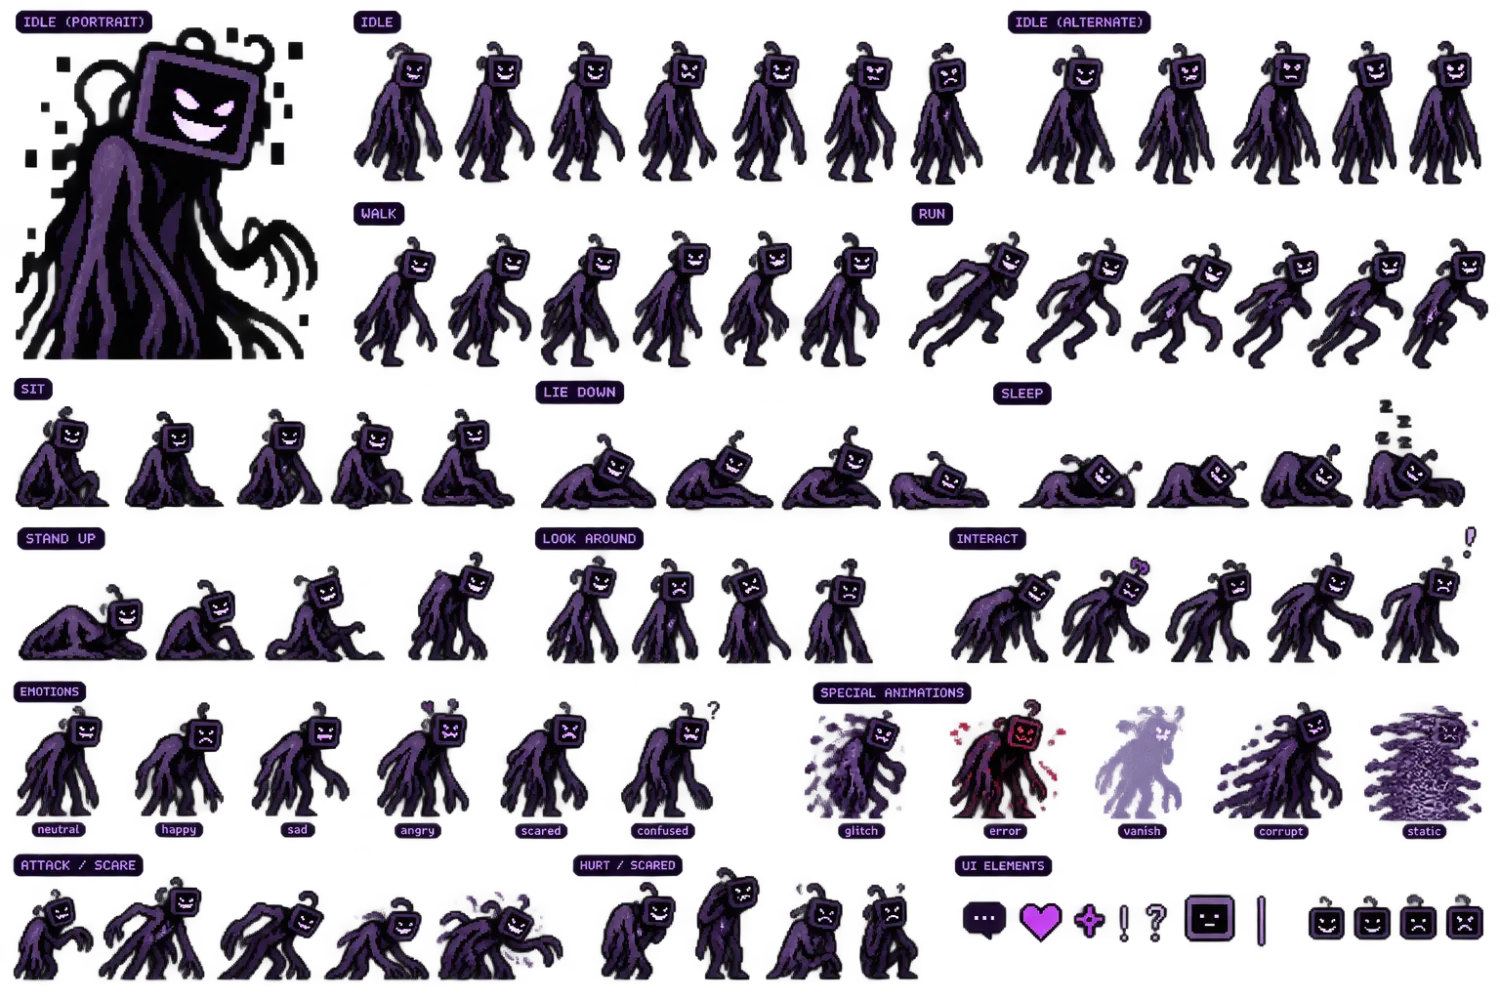 IDLE (PORTRAIT)
IDLE
IDLE (ALTERNATE)
WALK
RUN
SIT
LIE DOWN
SLEEP
Z
Z
Z Z
STAND UP
LOOK AROUND
INTERACT
!
EMOTIONS
?
SPECIAL ANIMATIONS
neutral
happy
sad
angry
scared
confused
glitch
error
vanish
corrupt
static
ATTACK / SCARE
HURT / SCARED
UI ELEMENTS
... ! ?